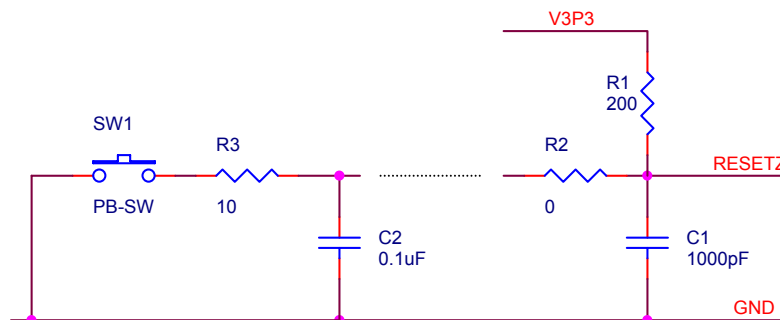 V3P3
R1
200
SW1
R3
R2
RESETZ
PB-SW
10
0
C2
0.1uF
C1
1000pF
GND